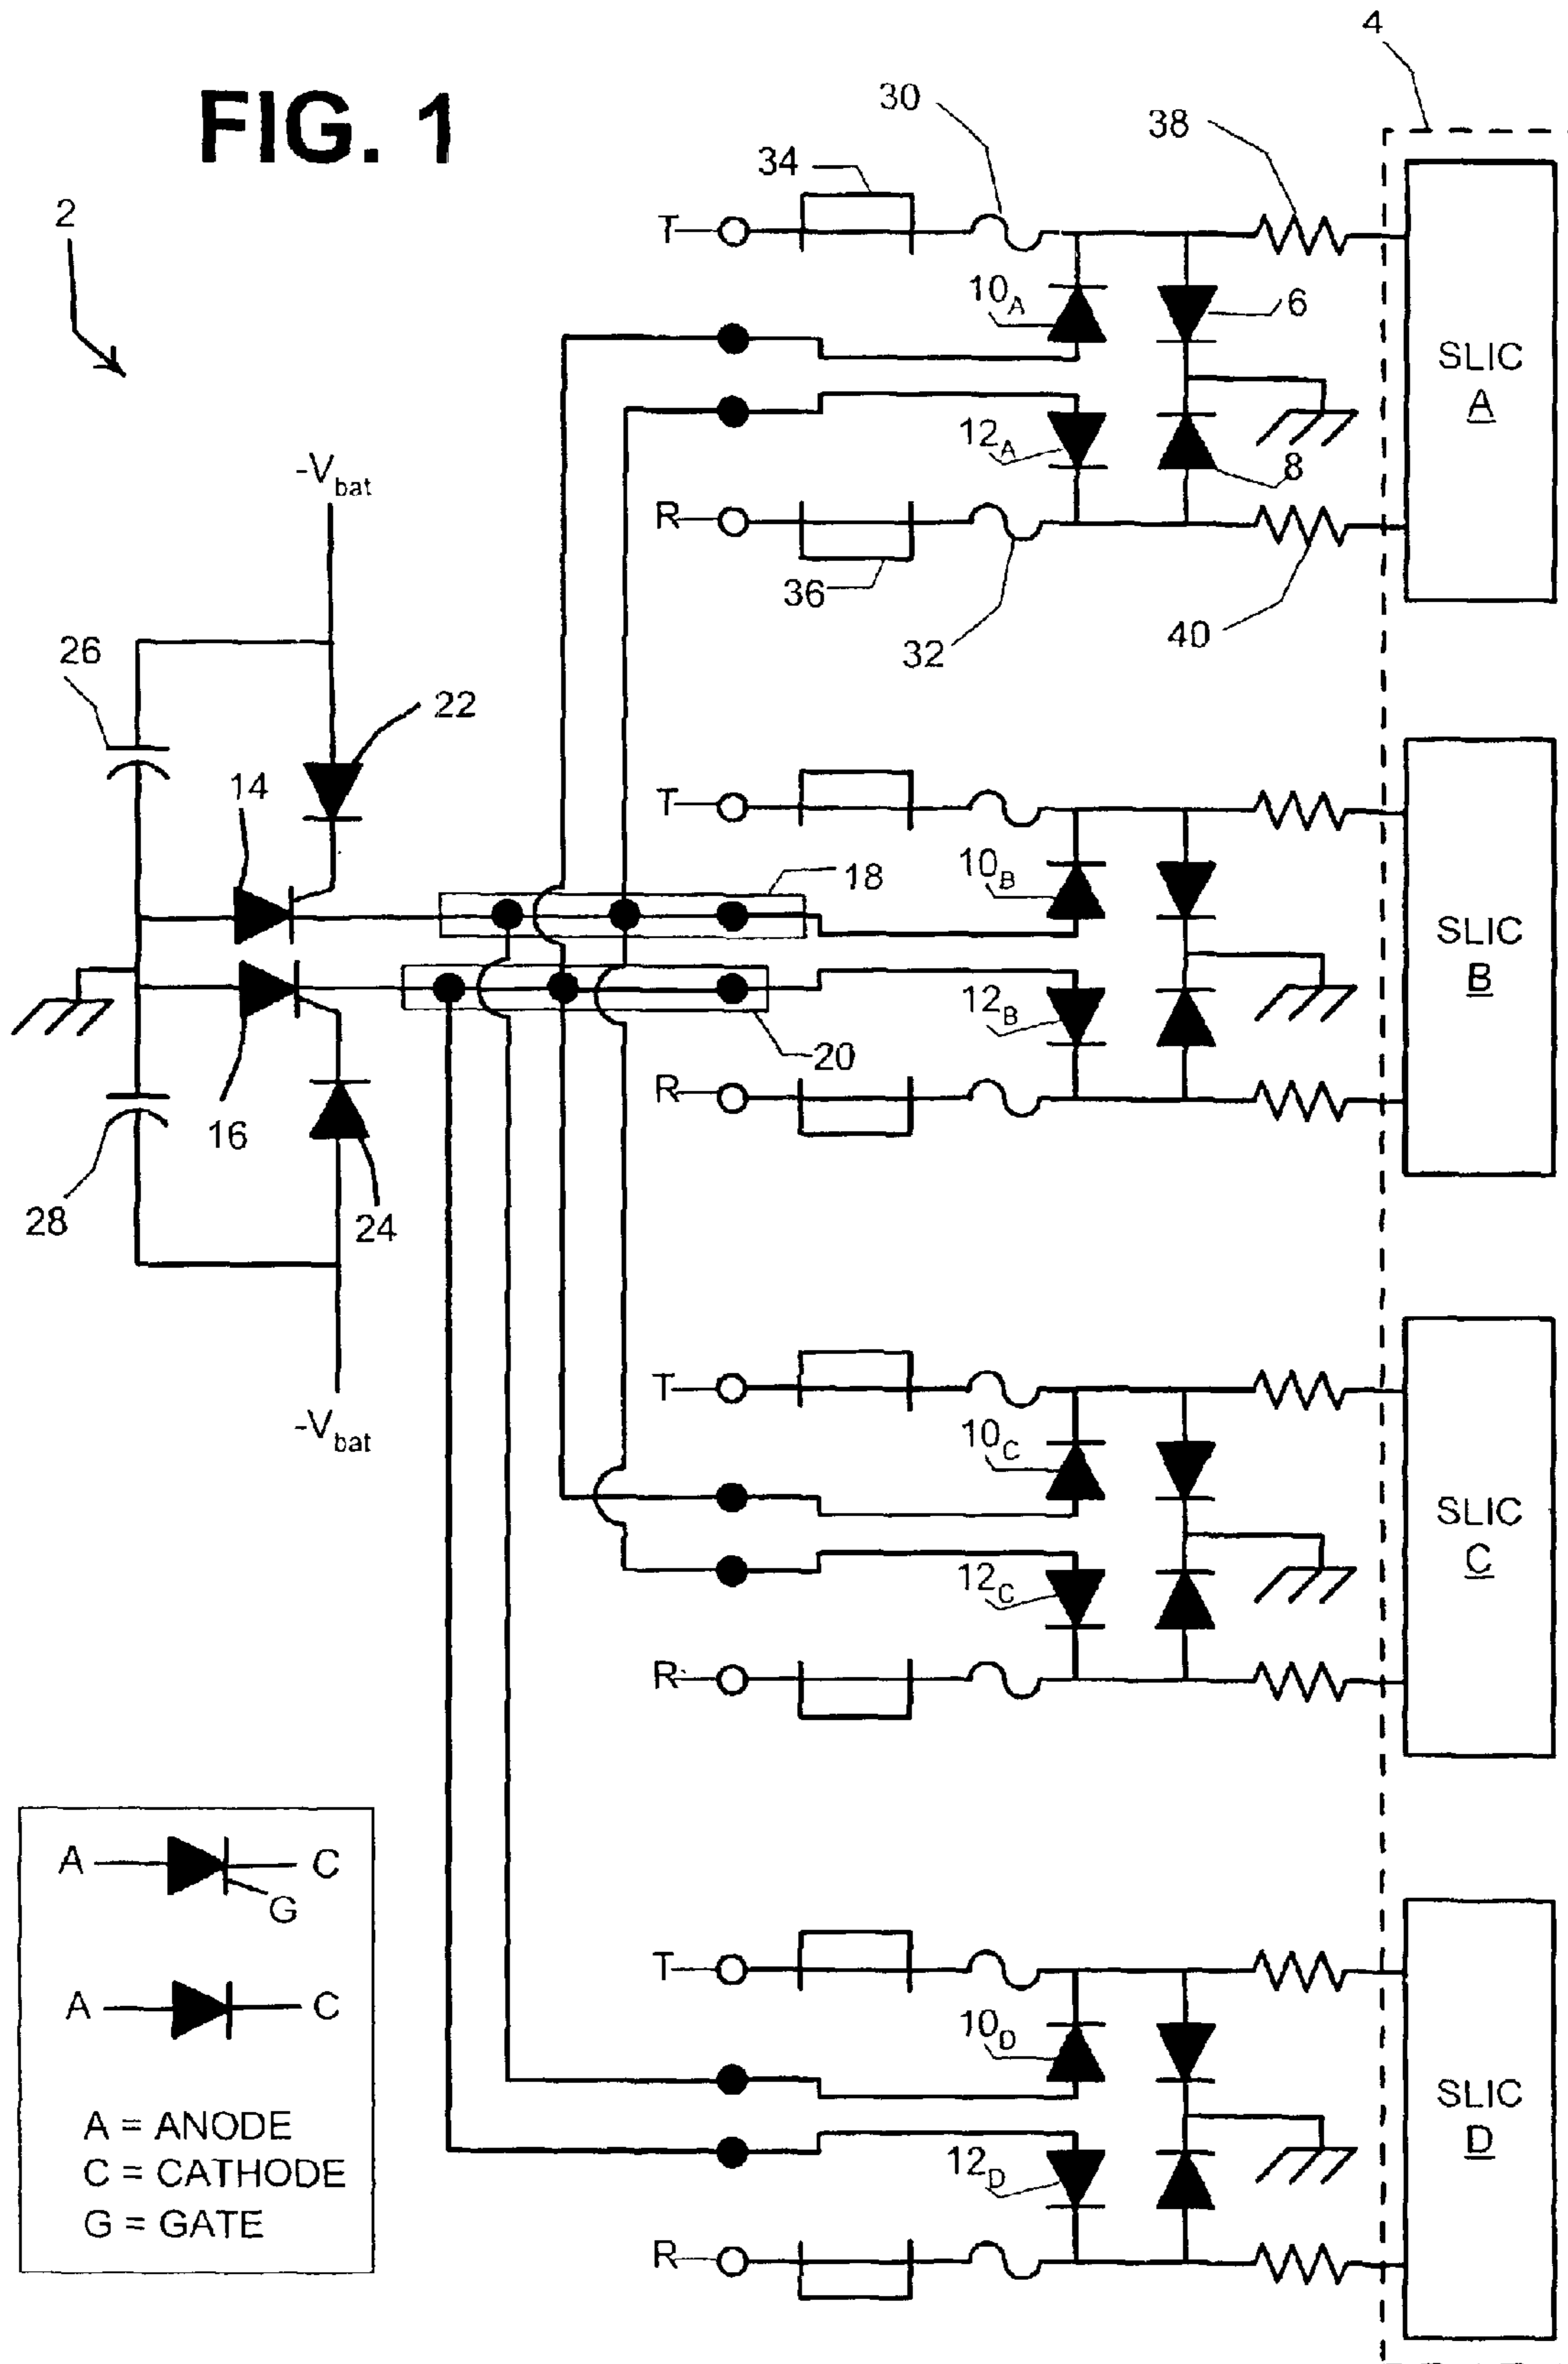 FIG. 1
4
30
38
34
2
T
10A
6
SLIC
A
12A
8
-Vbat
R
36
40
32
26
22
14
T
10B
18
SLIC
B
12B
20
R
16
28
24
T
-Vbat
10C
SLIC
C
12C
R
A
C
G
T
A
C
10D
SLIC
D
A = ANODE
12D
C = CATHODE
G = GATE
R